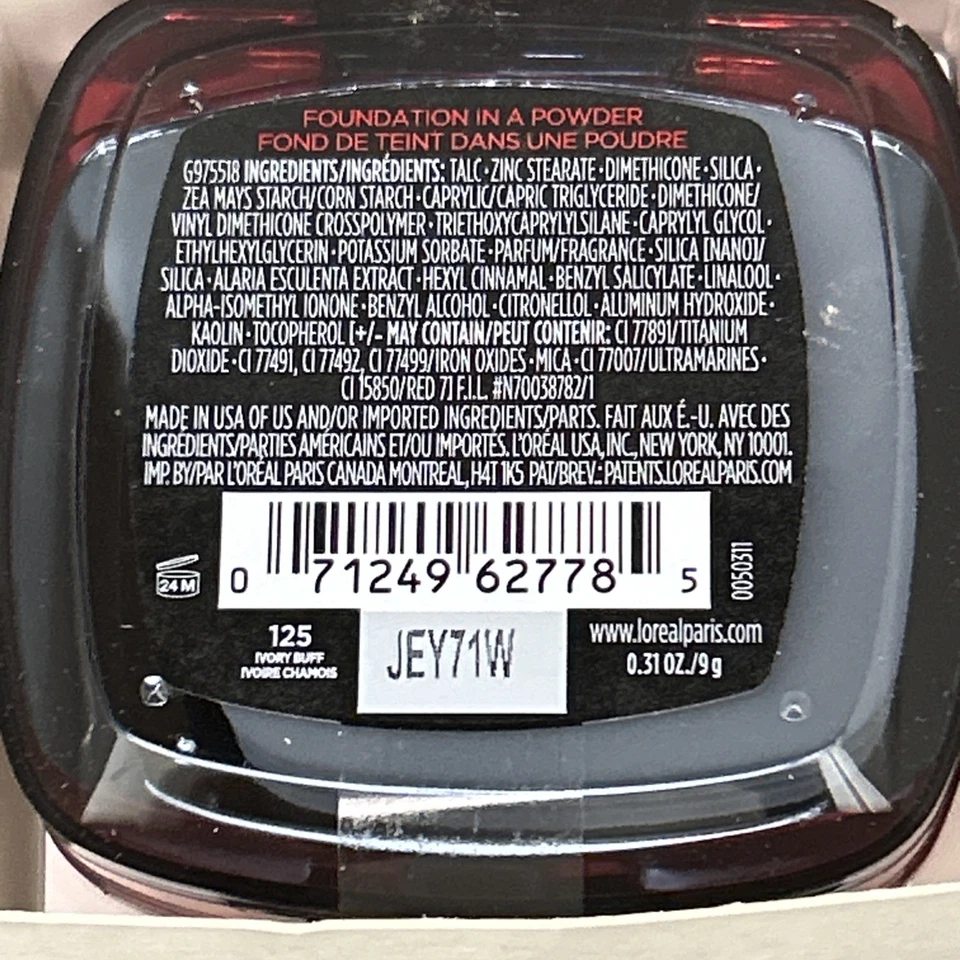 FOUNDATION IN A POWDER
FOND DE TEINT DANS UNE POUDRE
G975518 INGREDIENTS/INGRÉDIENTS: TALC • ZINC STEARATE • DIMETHICONE • SILICA •
ZEA MAYS STARCH/CORN STARCH • CAPRYLIC/CAPRIC TRIGLYCERIDE • DIMETHICONE/
VINYL DIMETHICONE CROSSPOLYMER • TRIETHOXYCAPRYLYLSILANE • CAPRYLYL GLYCOL •
ETHYLHEXYLGLYCERIN • POTASSIUM SORBATE • PARFUM/FRAGRANCE • SILICA [NANO]/
SILICA • ALARIA ESCULENTA EXTRACT • HEXYL CINNAMAL • BENZYL SALICYLATE • LINALOOL •
ALPHA-ISOMETHYL IONONE • BENZYL ALCOHOL • CITRONELLOL • ALUMINUM HYDROXIDE •
KAOLIN • TOCOPHEROL [+/- MAY CONTAIN/PEUT CONTENIR: CI 77891/TITANIUM
DIOXIDE • CI 77491, CI 77492, CI 77499/IRON OXIDES • MICA • CI 77007/ULTRAMARINES •
CI 15850/RED 7] F.I.L. #N70038782/1
MADE IN USA OF US AND/OR IMPORTED INGREDIENTS/PARTS. FAIT AUX É.-U. AVEC DES
INGRÉDIENTS/PARTIES AMÉRICAINS ET/OU IMPORTÉS. L'ORÉAL USA, INC., NEW YORK, NY 10001.
IMP. BY/PAR L'ORÉAL PARIS CANADA MONTREAL, H4T 1K5 PAT/BREV.: PATENTS.LOREALPARIS.COM
24 M
0 71249 62778 5
0050311
125
IVORY BUFF
IVOIRE CHAMOIS
JEY71W
www.lorealparis.com
0.31 OZ./9 g